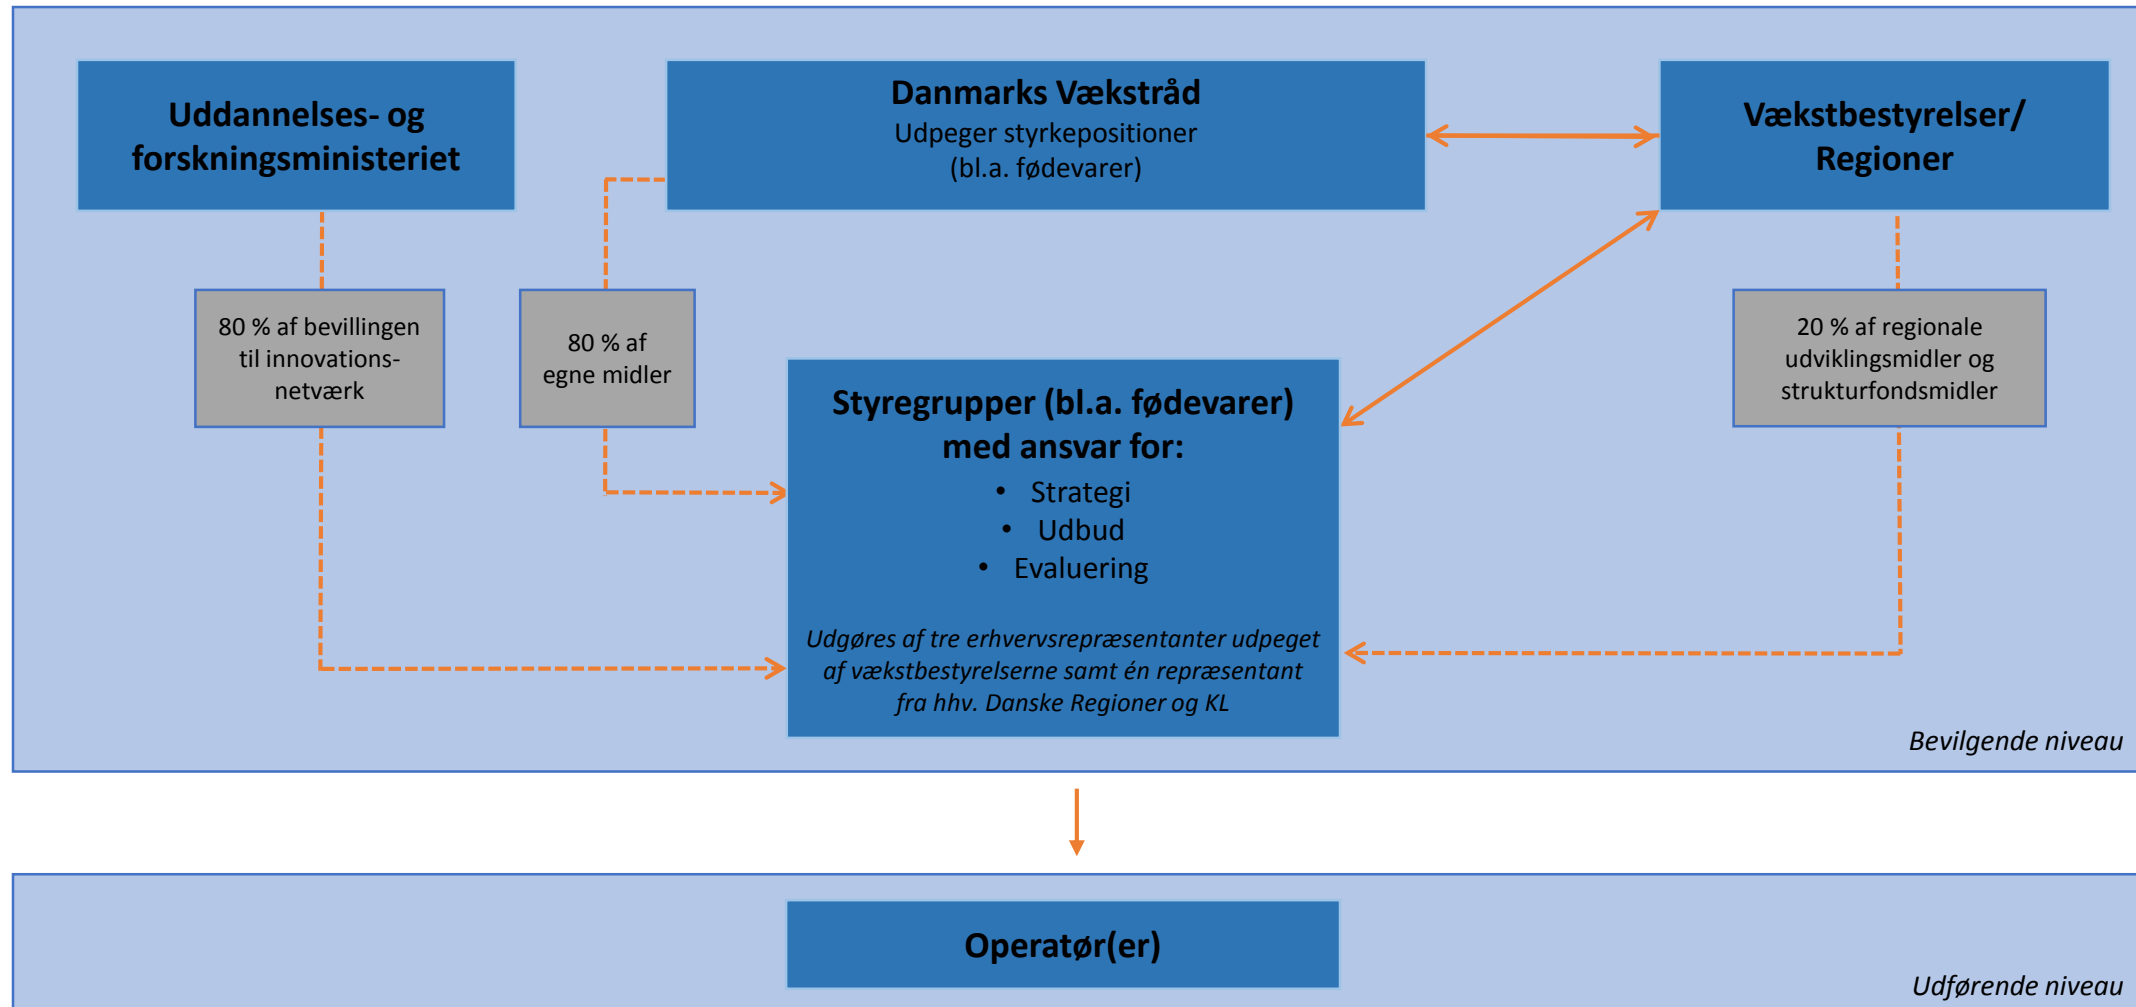 Uddannelses- og
forskningsministeriet
Danmarks Vækstråd
Udpeger styrkepositioner
(bl.a. fødevarer)
Vækstbestyrelser/
Regioner
80 % af bevillingen
til innovations-
netværk
80 % af
egne midler
20 % af regionale
udviklingsmidler og
strukturfondsmidler
Styregrupper (bl.a. fødevarer)
med ansvar for:
• Strategi
• Udbud
• Evaluering
Udgøres af tre erhvervsrepræsentanter udpeget
af vækstbestyrelserne samt én repræsentant
fra hhv. Danske Regioner og KL
Bevilgende niveau
Operatør(er)
Udførende niveau